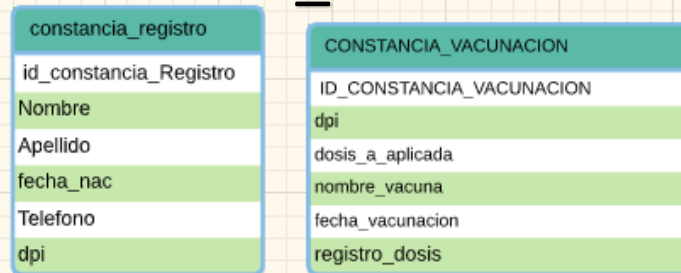 constancia_registro
id_constancia_Registro
Nombre
Apellido
fecha_nac
Telefono
dpi
CONSTANCIA_VACUNACION
ID_CONSTANCIA_VACUNACION
dpi
dosis_a_aplicada
nombre_vacuna
fecha_vacunacion
registro_dosis